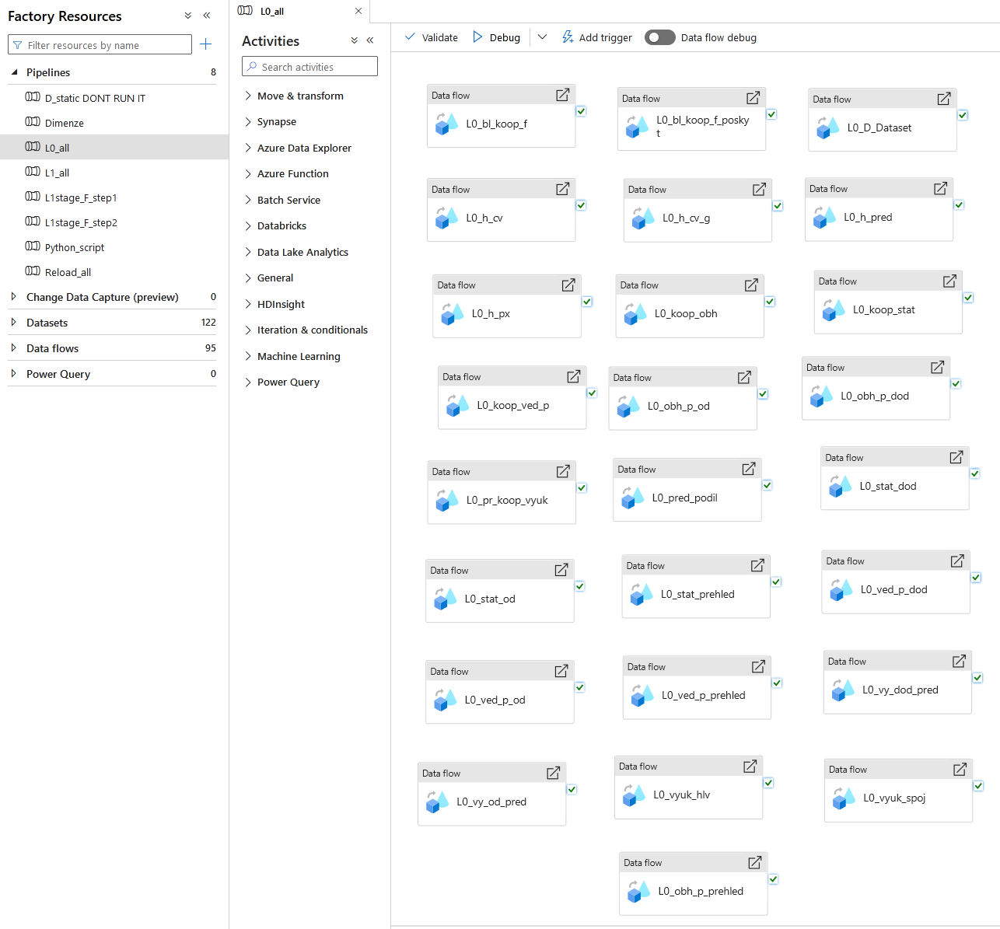 Factory Resources
Filter resources by name
Pipelines 8
D_static DONT RUN IT
Dimenze
L0_all
L1_all
L1stage_F_step1
L1stage_F_step2
Python_script
Reload_all
Change Data Capture (preview) 0
Datasets 122
Data flows 95
Power Query 0
L0_all
Activities
Search activities
Move & transform
Synapse
Azure Data Explorer
Azure Function
Batch Service
Databricks
Data Lake Analytics
General
HDInsight
Iteration & conditionals
Machine Learning
Power Query
Validate Debug Add trigger Data flow debug
Data flow
L0_bl_koop_f
Data flow
L0_bl_koop_f_posky
t
Data flow
L0_D_Dataset
Data flow
L0_h_cv
Data flow
L0_h_cv_g
Data flow
L0_h_pred
Data flow
L0_h_px
Data flow
L0_koop_obh
Data flow
L0_koop_stat
Data flow
L0_koop_ved_p
Data flow
L0_obh_p_od
Data flow
L0_obh_p_dod
Data flow
L0_pr_koop_vyuk
Data flow
L0_pred_podil
Data flow
L0_stat_dod
Data flow
L0_stat_od
Data flow
L0_stat_prehled
Data flow
L0_ved_p_dod
Data flow
L0_ved_p_od
Data flow
L0_ved_p_prehled
Data flow
L0_vy_dod_pred
Data flow
L0_vy_od_pred
Data flow
L0_vyuk_hlv
Data flow
L0_vyuk_spoj
Data flow
L0_obh_p_prehled